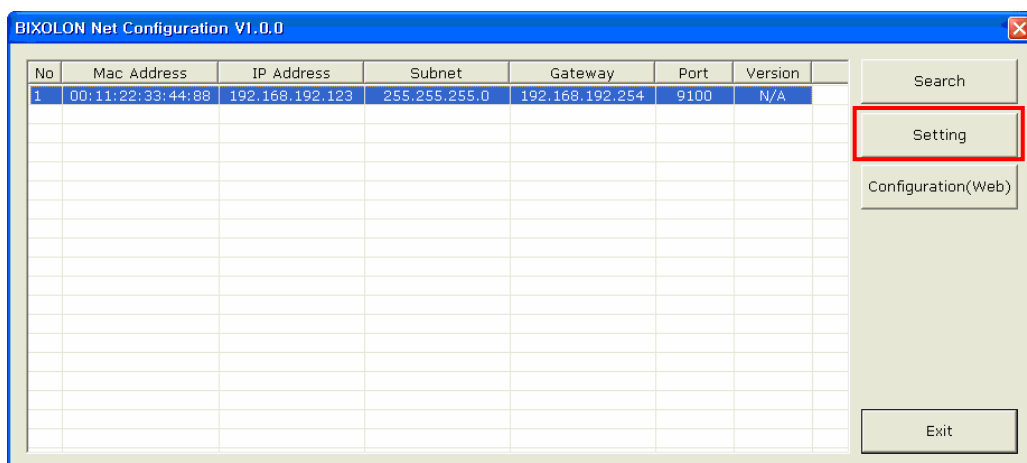 BIXOLON Net Configuration V1.0.0
No Mac Address IP Address Subnet Gateway Port Version
1 00:11:22:33:44:88 192.168.192.123 255.255.255.0 192.168.192.254 9100 N/A
Search
Setting
Configuration(Web)
Exit